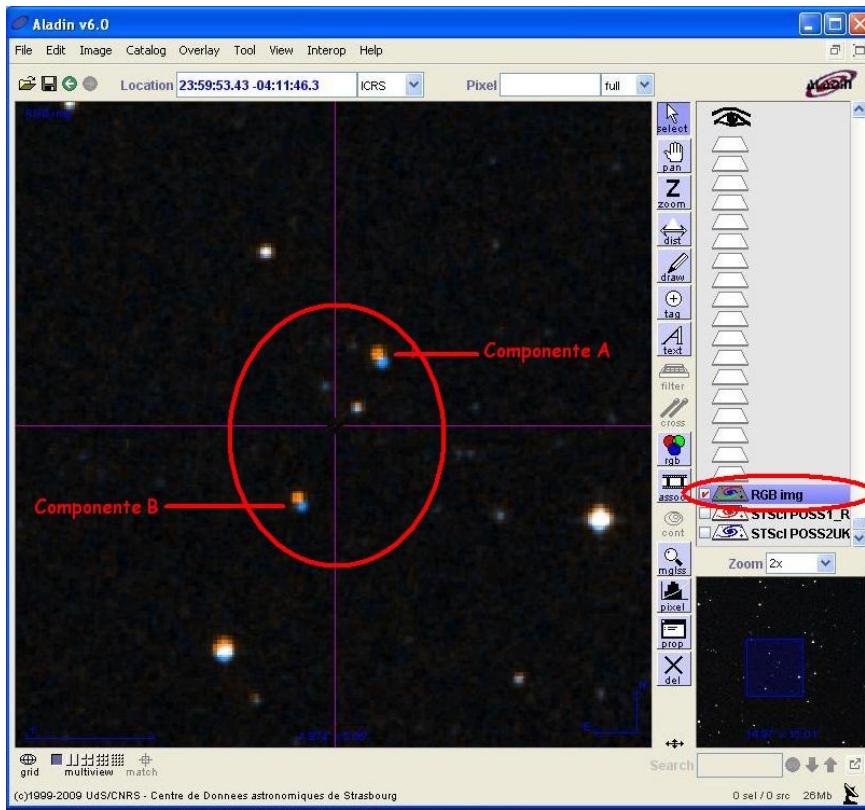 Aladin v6.0
File Edit Image Catalog Overlay Tool View Interop Help
Location 23:59:53.43 -04:11:46.3 ICRS Pixel full
Aladin
RGB img
select
pan
Z
zoom
dist
draw
tag
A
text
filter
cross
rgb
assoc
cont
mglss
pixel
prop
del
Componente A
Componente B
RGB img
STScI POSS1_R
STScI POSS2UK
Zoom 2x
N
E
1'
grid multiview match
Search
(c)1999-2009 UdS/CNRS - Centre de Donnees astronomiques de Strasbourg 0 sel / 0 src 26Mb